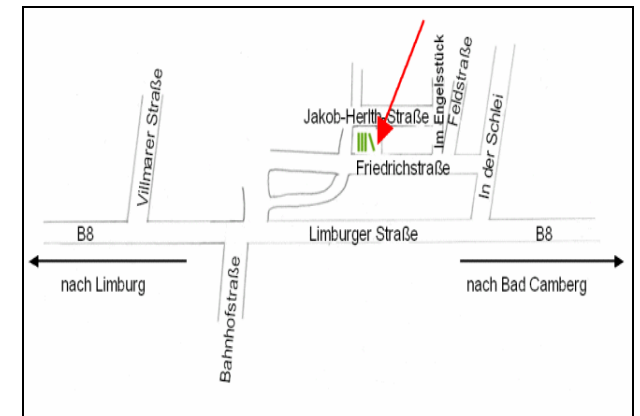 Villmarer Straße
Jakob-Herlth-Straße
Im Engelsstück
Feldstraße
In der Schlei
Friedrichstraße
B8
Limburger Straße
B8
nach Limburg
nach Bad Camberg
Bahnhofstraße